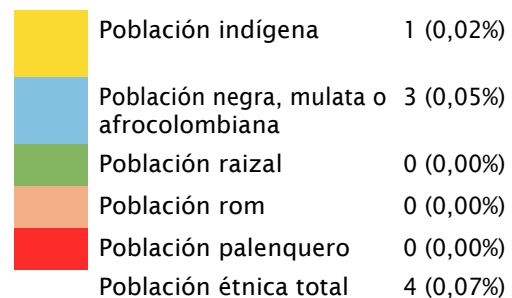 Población indígena 1 (0,02%)
Población negra, mulata o 3 (0,05%)
afrocolombiana
Población raizal 0 (0,00%)
Población rom 0 (0,00%)
Población palenquero 0 (0,00%)
Población étnica total 4 (0,07%)